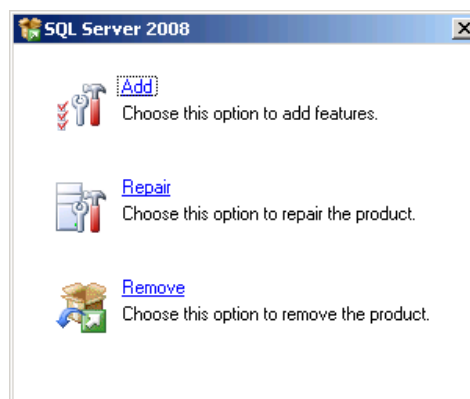 SQL Server 2008
Add
Choose this option to add features.
Repair
Choose this option to repair the product.
Remove
Choose this option to remove the product.